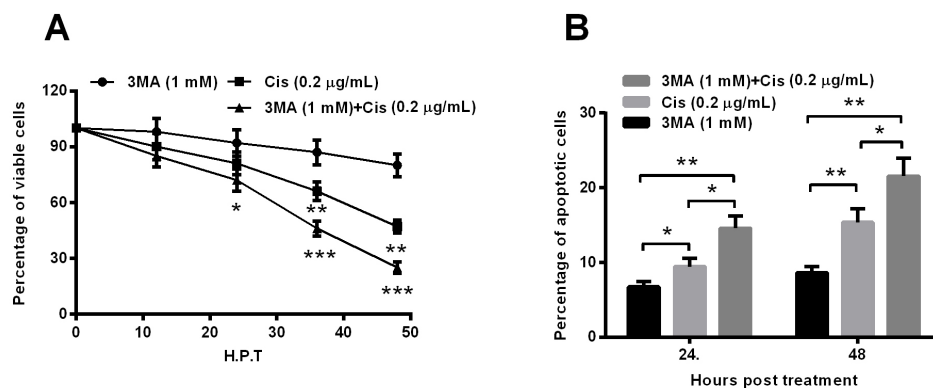 A
3MA (1 mM)
Cis (0.2 µg/mL)
3MA (1 mM)+Cis (0.2 µg/mL)
Percentage of viable cells
120
90
60
30
0
*
**
***
**
***
0 10 20 30 40 50
H.P.T
B
3MA (1 mM)+Cis (0.2 µg/mL)
Cis (0.2 µg/mL)
3MA (1 mM)
Percentage of apoptotic cells
30
20
10
0
**
*
*
**
*
**
24. 48
Hours post treatment